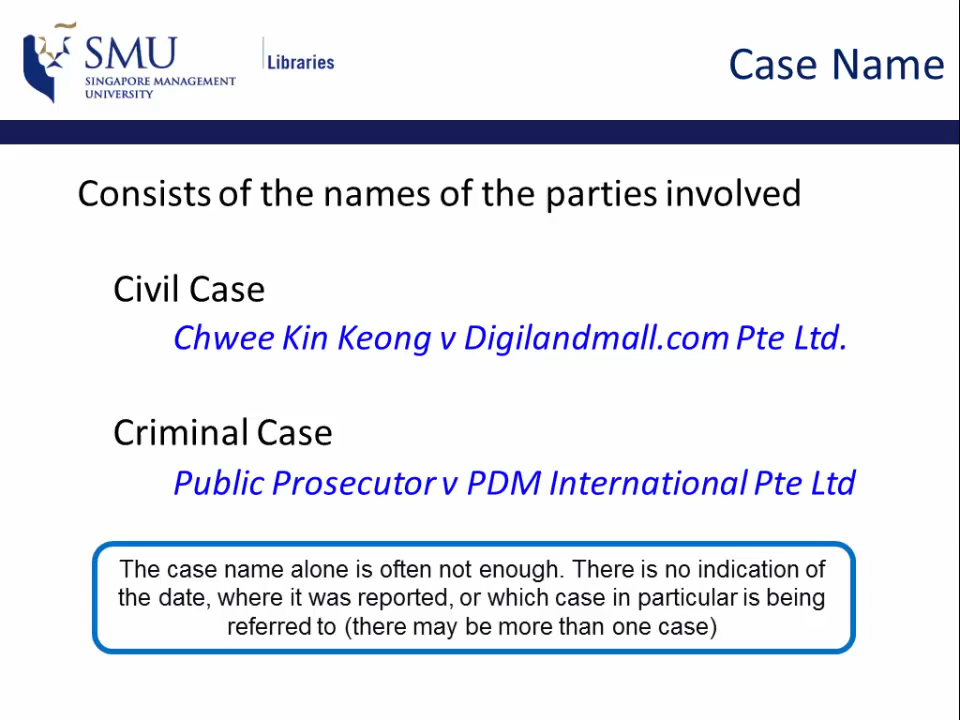 SMU
SINGAPORE MANAGEMENT
UNIVERSITY
Libraries
Case Name
Consists of the names of the parties involved
Civil Case
Chwee Kin Keong v Digilandmall.com Pte Ltd.
Criminal Case
Public Prosecutor v PDM International Pte Ltd
The case name alone is often not enough. There is no indication of
the date, where it was reported, or which case in particular is being
referred to (there may be more than one case)